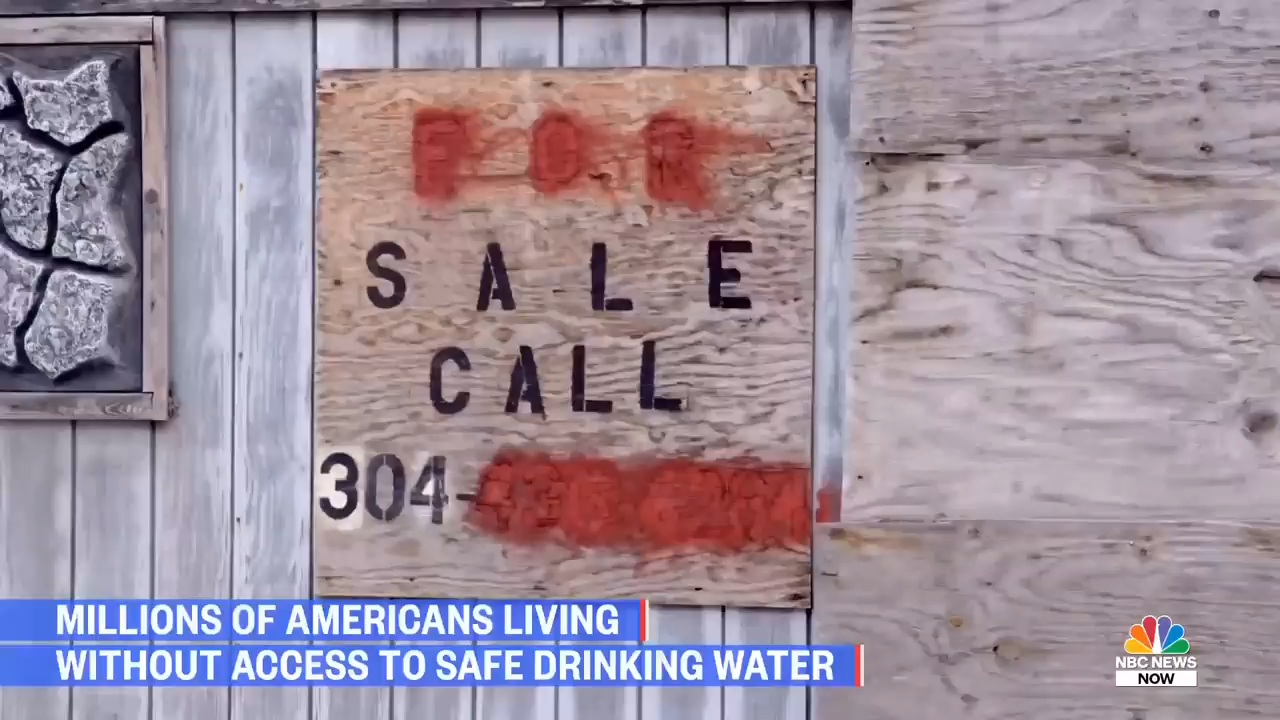 FOR
SALE
CALL
304-
MILLIONS OF AMERICANS LIVING
WITHOUT ACCESS TO SAFE DRINKING WATER
NBC NEWS
NOW